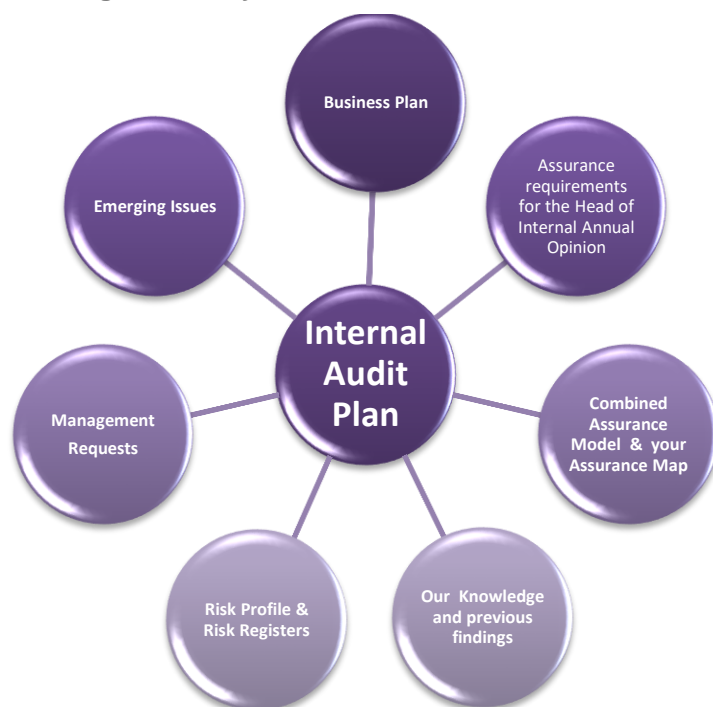 Business Plan
Assurance
requirements
for the Head of
Internal Annual
Opinion
Emerging Issues
Internal
Audit
Plan
Combined
Assurance
Model & your
Assurance Map
Management
Requests
Our Knowledge
and previous
findings
Risk Profile &
Risk Registers